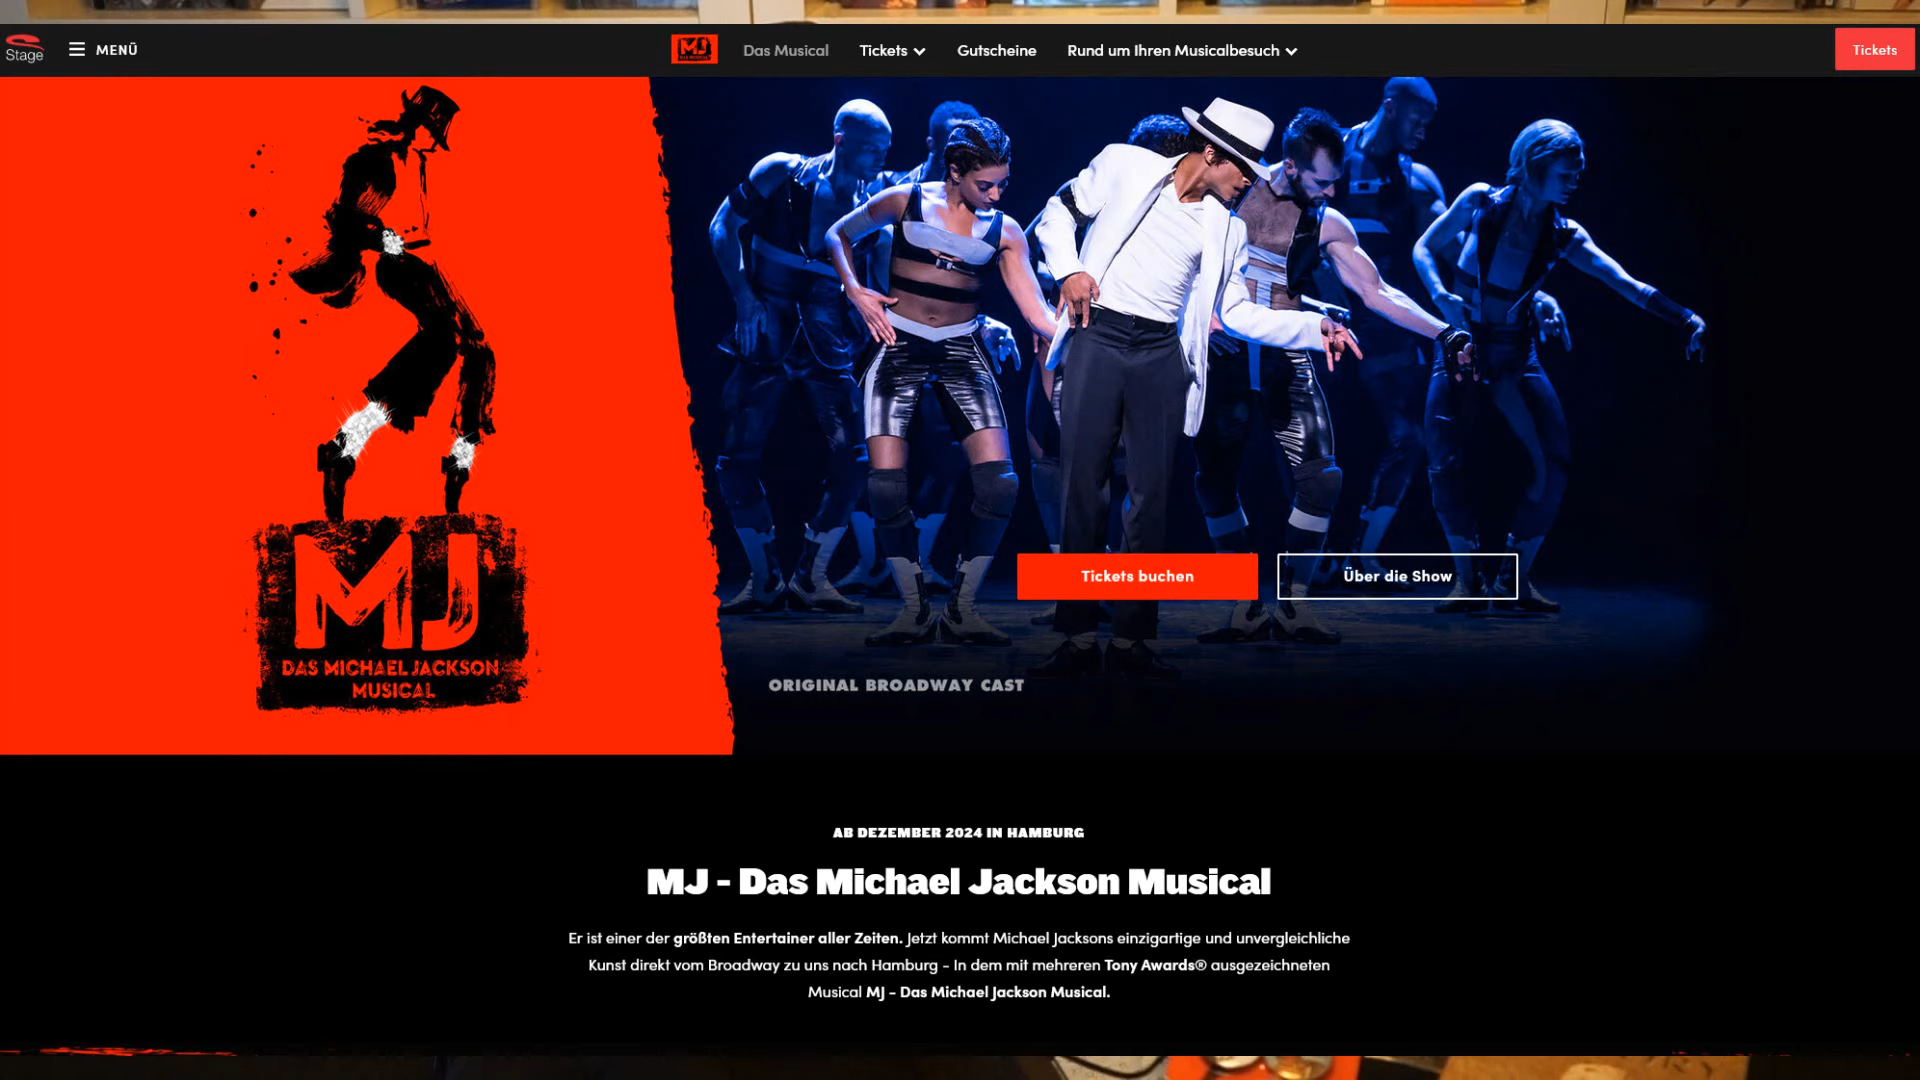 Stage
MENÜ
MJ
Das Musical
Tickets
Gutscheine
Rund um Ihren Musicalbesuch
Tickets
MJ
DAS MICHAEL JACKSON
MUSICAL
Tickets buchen
Über die Show
ORIGINAL BROADWAY CAST
AB DEZEMBER 2024 IN HAMBURG
MJ - Das Michael Jackson Musical
Er ist einer der größten Entertainer aller Zeiten. Jetzt kommt Michael Jacksons einzigartige und unvergleichliche
Kunst direkt vom Broadway zu uns nach Hamburg - In dem mit mehreren Tony Awards® ausgezeichneten
Musical MJ - Das Michael Jackson Musical.